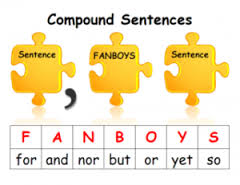 Compound Sentences
Sentence , FANBOYS Sentence
F A N B O Y S
for and nor but or yet so